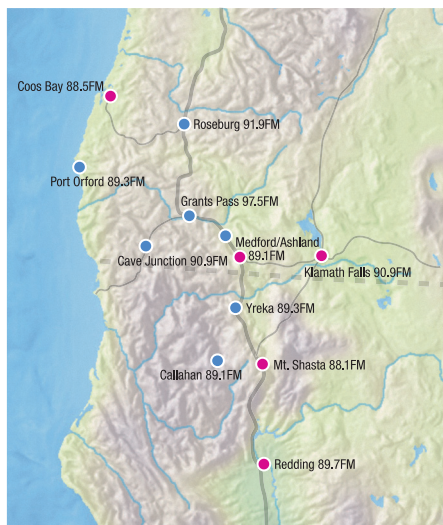 Coos Bay 88.5FM
Roseburg 91.9FM
Port Orford 89.3FM
Grants Pass 97.5FM
Medford/Ashland
89.1FM
Cave Junction 90.9FM
Klamath Falls 90.9FM
Yreka 89.3FM
Callahan 89.1FM
Mt. Shasta 88.1FM
Redding 89.7FM